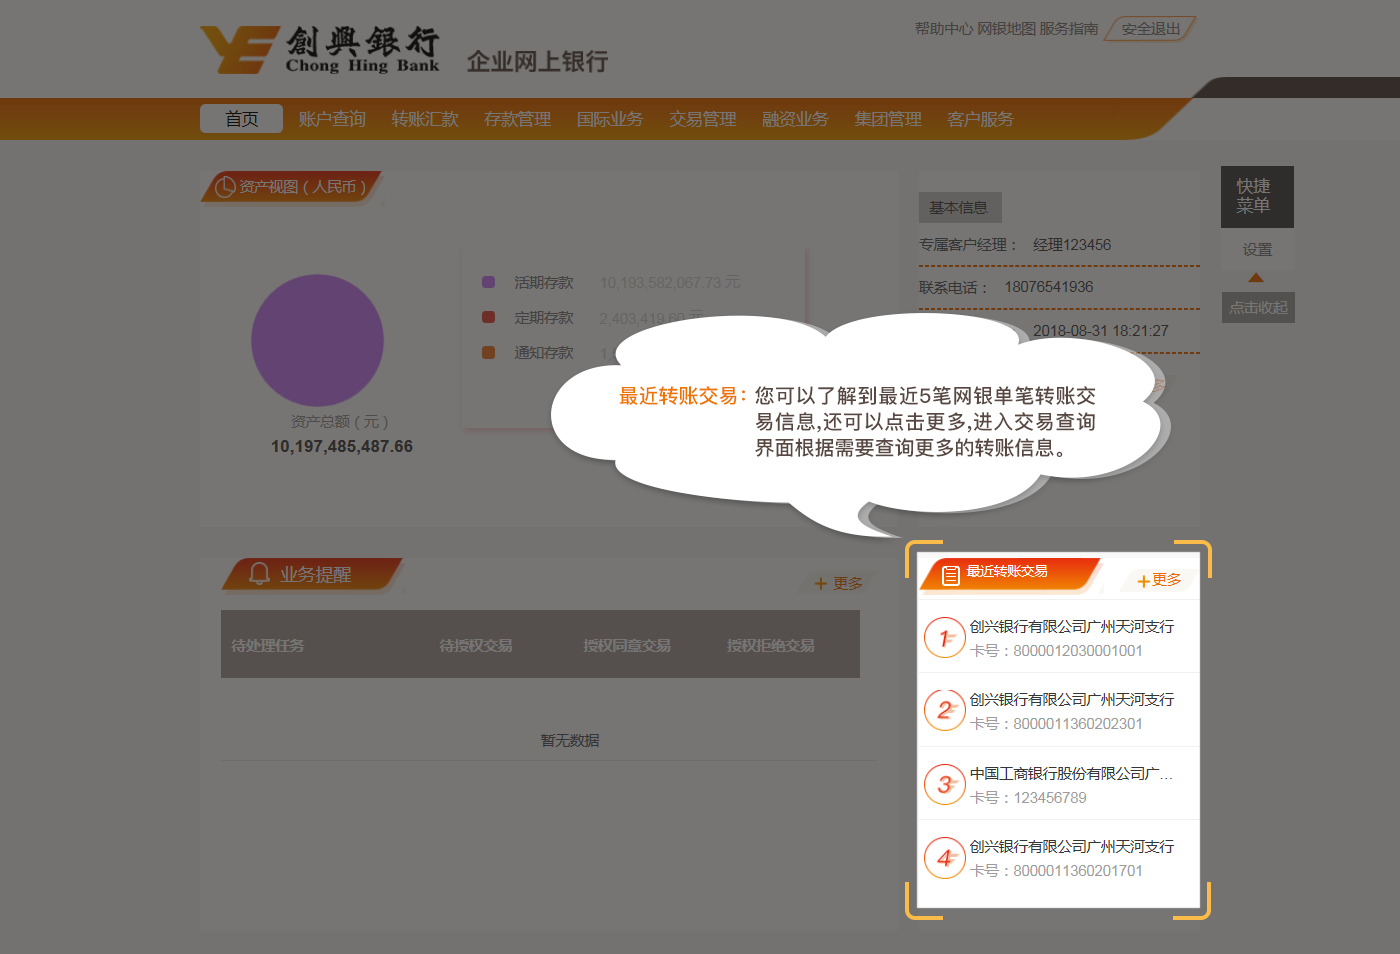 創興銀行
Chong Hing Bank
企业网上银行
帮助中心 网银地图 服务指南 安全退出
首页 账户查询 转账汇款 存款管理 国际业务 交易管理 融资业务 集团管理 客户服务
资产视图（人民币）
活期存款 10,193,582,067.73 元
定期存款 2,403,419.60 元
通知存款
资产总额（元）
10,197,485,487.66
基本信息
专属客户经理： 经理123456
联系电话： 18076541936
2018-08-31 18:21:27
快捷
菜单
设置
点击收起
最近转账交易：您可以了解到最近5笔网银单笔转账交
易信息,还可以点击更多,进入交易查询
界面根据需要查询更多的转账信息。
业务提醒
+ 更多
待处理任务 待授权交易 授权同意交易 授权拒绝交易
暂无数据
最近转账交易
+更多
1 创兴银行有限公司广州天河支行
卡号：8000012030001001
2 创兴银行有限公司广州天河支行
卡号：8000011360202301
3 中国工商银行股份有限公司广...
卡号：123456789
4 创兴银行有限公司广州天河支行
卡号：8000011360201701